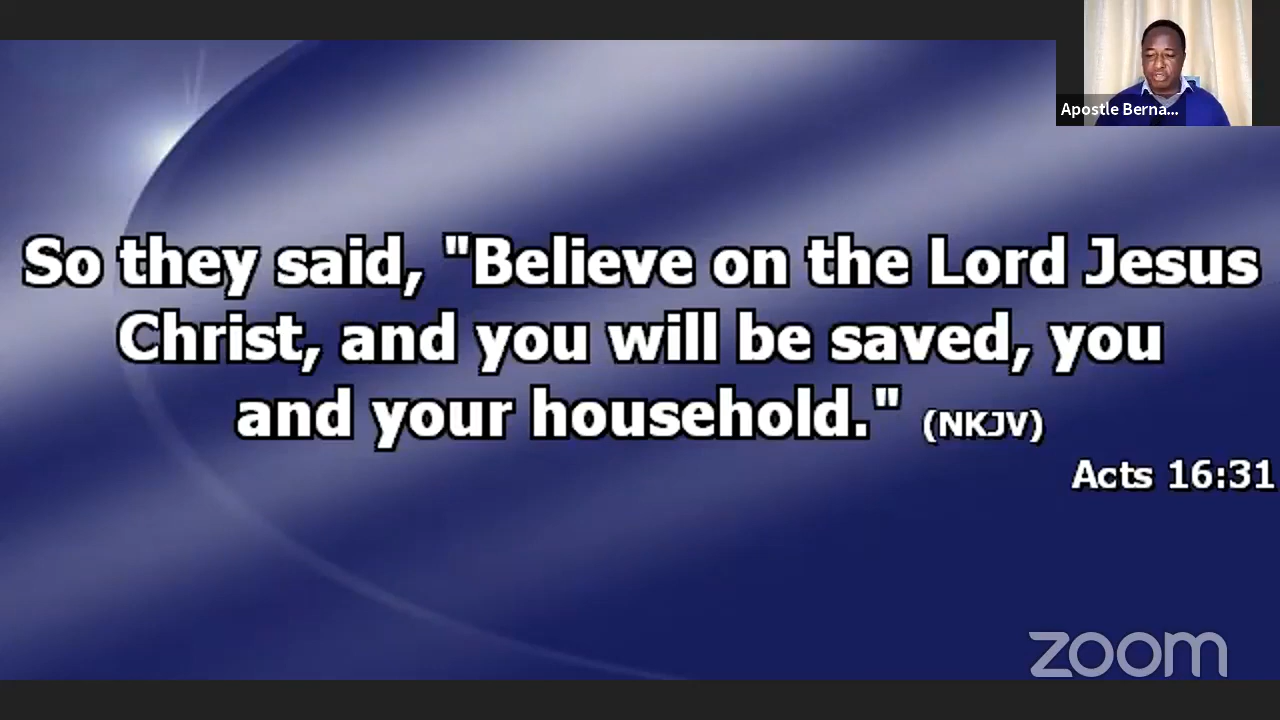 Apostle Berna...
So they said, "Believe on the Lord Jesus
Christ, and you will be saved, you
and your household." (NKJV)
Acts 16:31
zoom